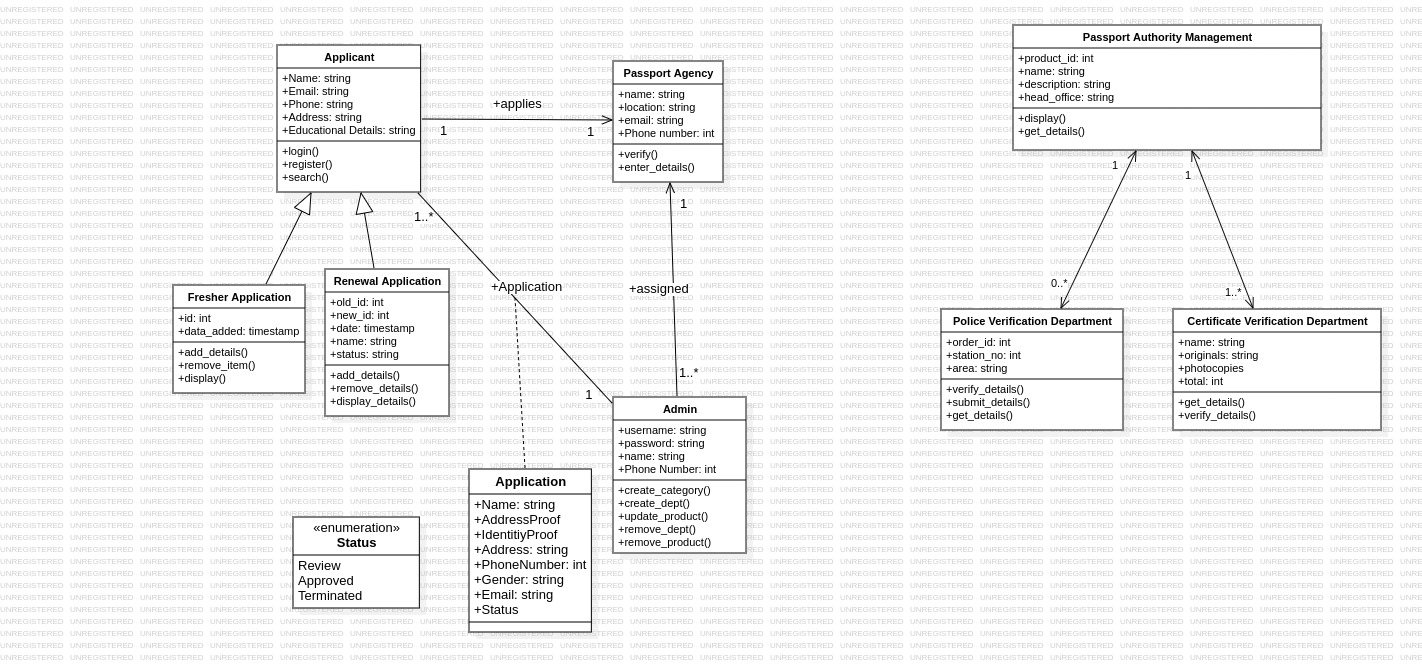 Applicant
+Name: string
+Email: string
+Phone: string
+Address: string
+Educational Details: string
+login()
+register()
+search()
+applies
1
1
Passport Agency
+name: string
+location: string
+email: string
+Phone number: int
+verify()
+enter_details()
Passport Authority Management
+product_id: int
+name: string
+description: string
+head_office: string
+display()
+get_details()
1
1
0..*
1..*
1..*
1
+Application
1
+assigned
1..*
Fresher Application
+id: int
+data_added: timestamp
+add_details()
+remove_item()
+display()
Renewal Application
+old_id: int
+new_id: int
+date: timestamp
+name: string
+status: string
+add_details()
+remove_details()
+display_details()
Police Verification Department
+order_id: int
+station_no: int
+area: string
+verify_details()
+submit_details()
+get_details()
Certificate Verification Department
+name: string
+originals: string
+photocopies
+total: int
+get_details()
+verify_details()
Admin
+username: string
+password: string
+name: string
+Phone Number: int
+create_category()
+create_dept()
+update_product()
+remove_dept()
+remove_product()
Application
+Name: string
+AddressProof
+IdentitiyProof
+Address: string
+PhoneNumber: int
+Gender: string
+Email: string
+Status
«enumeration»
Status
Review
Approved
Terminated
UNREGISTERED